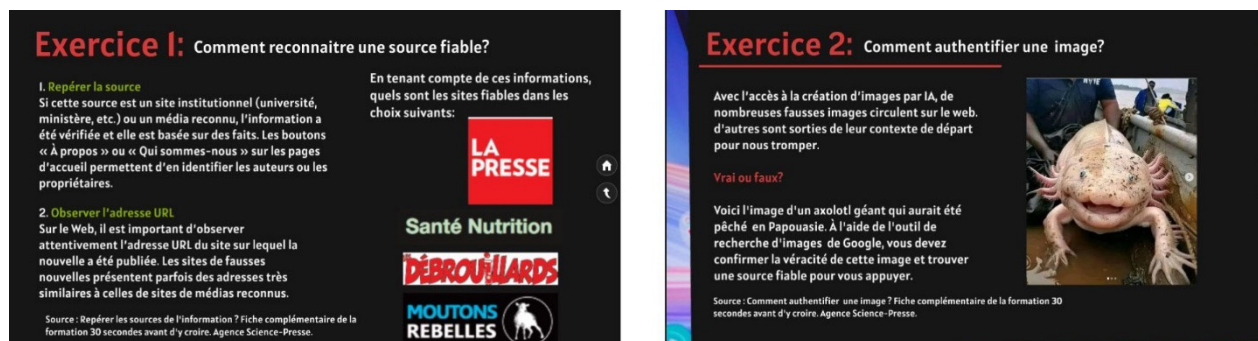 Exercice 1: Comment reconnaitre une source fiable?
1. Repérer la source
Si cette source est un site institutionnel (université,
ministère, etc.) ou un média reconnu, l'information a
été vérifiée et elle est basée sur des faits. Les boutons
« À propos » ou « Qui sommes-nous » sur les pages
d'accueil permettent d'en identifier les auteurs ou les
propriétaires.
2. Observer l'adresse URL
Sur le Web, il est important d'observer
attentivement l'adresse URL du site sur lequel la
nouvelle a été publiée. Les sites de fausses
nouvelles présentent parfois des adresses très
similaires à celles de sites de médias reconnus.
Source : Repérer les sources de l'information ? Fiche complémentaire de la
formation 30 secondes avant d'y croire. Agence Science-Presse.
En tenant compte de ces informations,
quels sont les sites fiables dans les
choix suivants:
LA
PRESSE
Santé Nutrition
DÉBROUILLARDS
MOUTONS
REBELLES
Exercice 2: Comment authentifier une image?
Avec l'accès à la création d'images par IA, de
nombreuses fausses images circulent sur le web.
d'autres sont sorties de leur contexte de départ
pour nous tromper.
Vrai ou faux?
Voici l'image d'un axolotl géant qui aurait été
pêché en Papouasie. À l'aide de l'outil de
recherche d'images de Google, vous devez
confirmer la véracité de cette image et trouver
une source fiable pour vous appuyer.
Source : Comment authentifier une image ? Fiche complémentaire de la formation 30
secondes avant d'y croire. Agence Science-Presse.